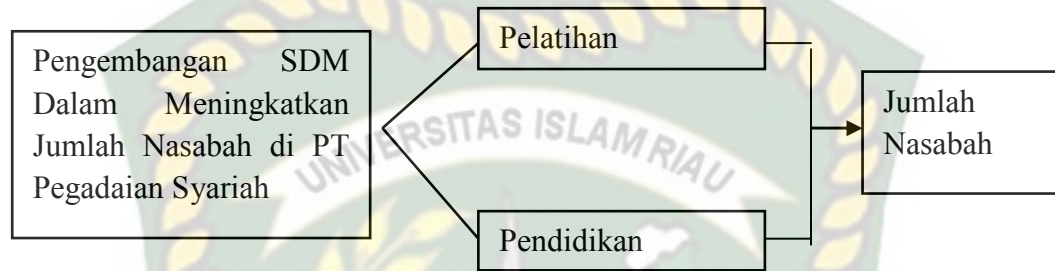 Pengembangan SDM
Dalam Meningkatkan
Jumlah Nasabah di PT
Pegadaian Syariah
Pelatihan
Pendidikan
Jumlah
Nasabah
UNIVERSITAS ISLAM RIAU